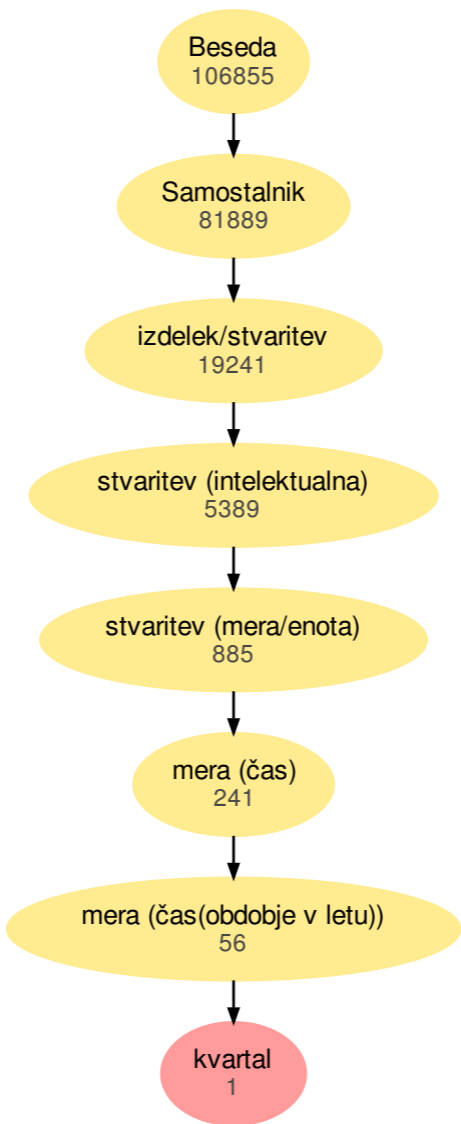 Beseda
106855
Samostalnik
81889
izdelek/stvaritev
19241
stvaritev (intelektualna)
5389
stvaritev (mera/enota)
885
mera (čas)
241
mera (čas(obdobje v letu))
56
kvartal
1